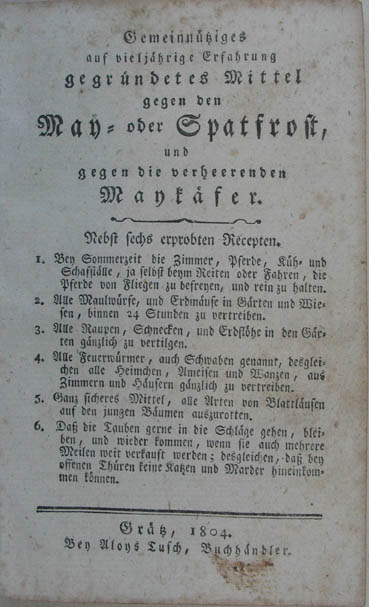 Gemeinnütziges
auf vieljährige Erfahrung
gegründetes Mittel
gegen den
May- oder Spatfrost,
und
gegen die verheerenden
Maykäfer.
Nebst sechs erprobten Recepten.
1. Bey Sommerzeit die Zimmer, Pferde, Küh- und
Schafställe, ja selbst beym Reiten oder Fahren, die
Pferde von Fliegen zu befreyen, und rein zu halten.
2. Alle Maulwürfe, und Erdmäuse in Gärten und Wie-
sen, binnen 24 Stunden zu vertreiben.
3. Alle Raupen, Schnecken, und Erdflöhe in den Gär-
ten gänzlich zu vertilgen.
4. Alle Feuerwürmer, auch Schwaben genannt, desglei-
chen alle Heimchen, Ameisen und Wanzen, aus
Zimmern und Häusern gänzlich zu vertreiben.
5. Ganz sicheres Mittel, alle Arten von Blattläusen
auf den jungen Bäumen auszurotten.
6. Daß die Tauben gerne in die Schläge gehen, blei-
ben, und wieder kommen, wenn sie auch mehrere
Meilen weit verkauft werden; desgleichen, daß bey
offenen Thüren keine Katzen und Marder hineinkom-
men können.
Grätz, 1804.
Bey Aloys Tusch, Buchhändler.